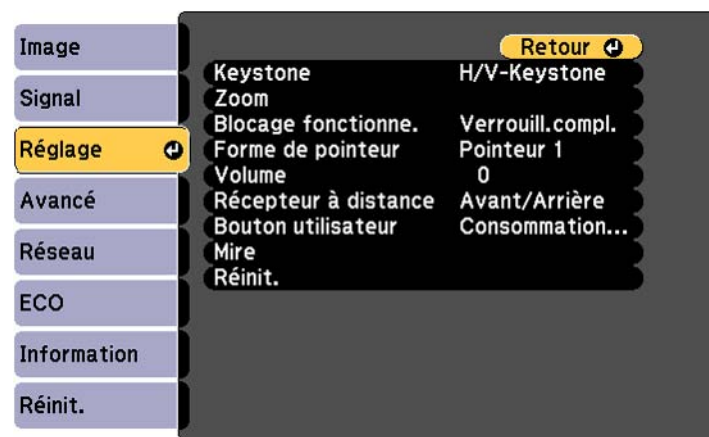 Image
Signal
Réglage
Avancé
Réseau
ECO
Information
Réinit.
Retour
Keystone H/V-Keystone
Zoom
Blocage fonctionne. Verrouill.compl.
Forme de pointeur Pointeur 1
Volume 0
Récepteur à distance Avant/Arrière
Bouton utilisateur Consommation...
Mire
Réinit.